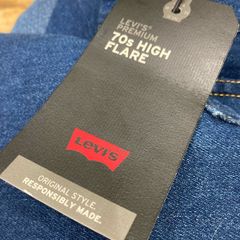 LEVI'S®
PREMIUM
70s HIGH
FLARE
Levi's
ORIGINAL STYLE.
RESPONSIBLY MADE.